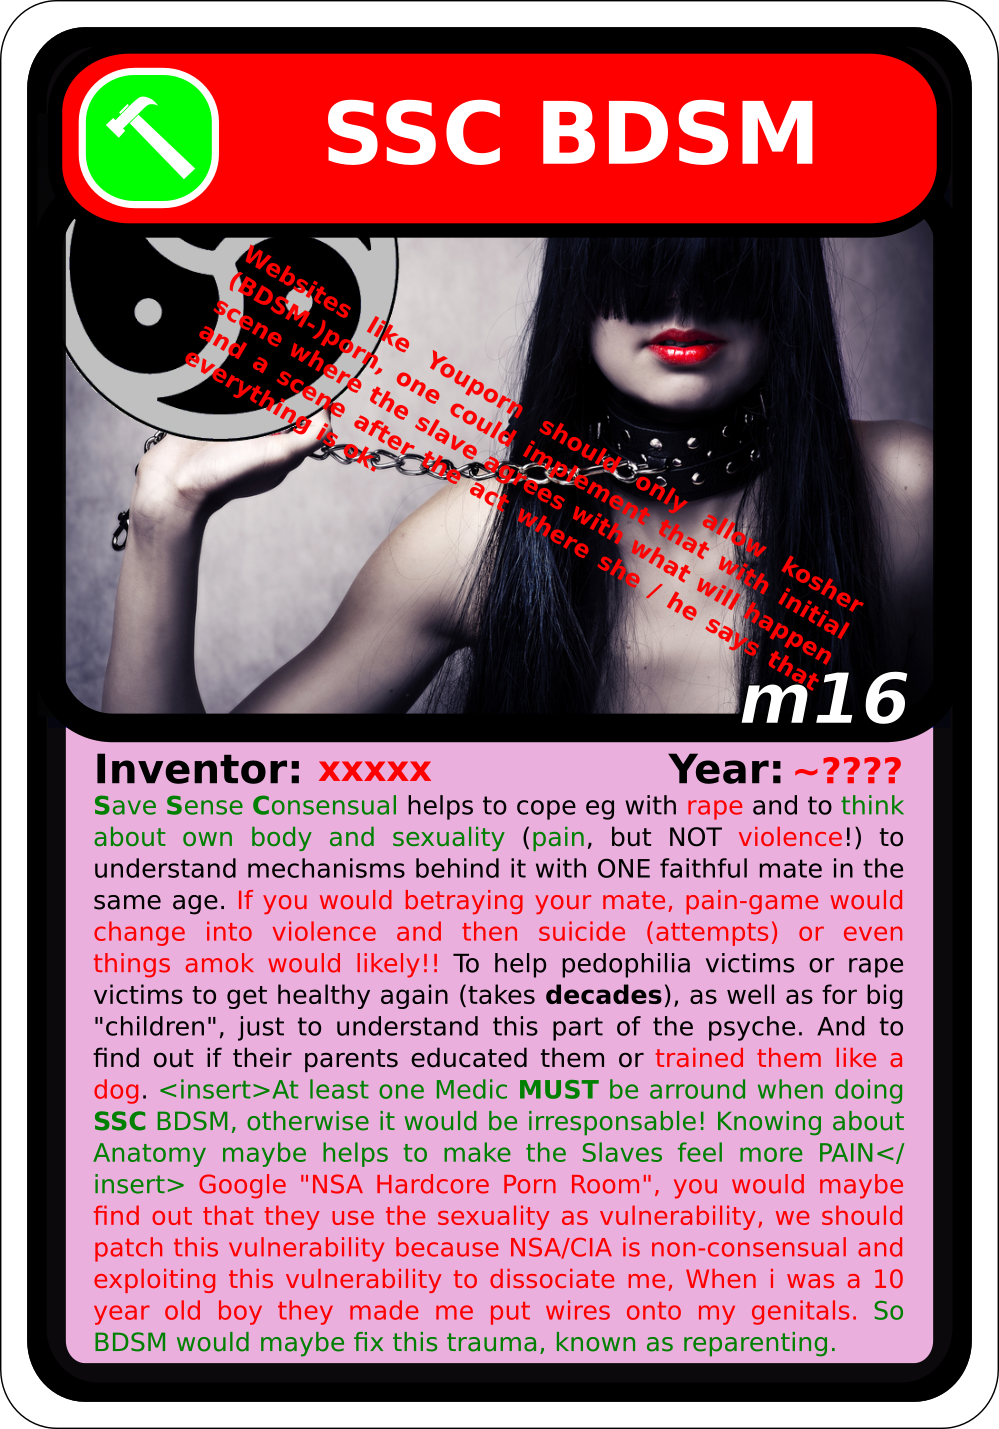 SSC BDSM
Websites like Youporn should only allow kosher
(BDSM-)porn, one could implement that with initial
scene where the slave agrees with what will happen
and a scene after the act where she / he says that
everything is ok.
m16
Inventor: xxxxx Year: ~????
Save Sense Consensual helps to cope eg with rape and to think
about own body and sexuality (pain, but NOT violence!) to
understand mechanisms behind it with ONE faithful mate in the
same age. If you would betraying your mate, pain-game would
change into violence and then suicide (attempts) or even
things amok would likely!! To help pedophilia victims or rape
victims to get healthy again (takes decades), as well as for big
"children", just to understand this part of the psyche. And to
find out if their parents educated them or trained them like a
dog. <insert>At least one Medic MUST be arround when doing
SSC BDSM, otherwise it would be irresponsable! Knowing about
Anatomy maybe helps to make the Slaves feel more PAIN</
insert> Google "NSA Hardcore Porn Room", you would maybe
find out that they use the sexuality as vulnerability, we should
patch this vulnerability because NSA/CIA is non-consensual and
exploiting this vulnerability to dissociate me, When i was a 10
year old boy they made me put wires onto my genitals. So
BDSM would maybe fix this trauma, known as reparenting.